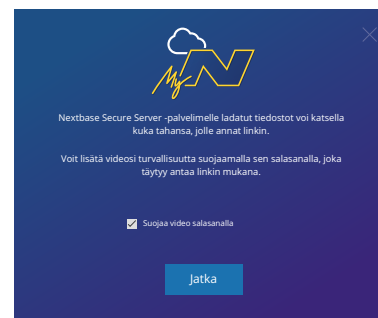 My N
Nextbase Secure Server -palvelimelle ladatut tiedostot voi katsella
kuka tahansa, jolle annat linkin.
Voit lisätä videosi turvallisuutta suojaamalla sen salasanalla, joka
täytyy antaa linkin mukana.
Suojaa video salasanalla
Jatka